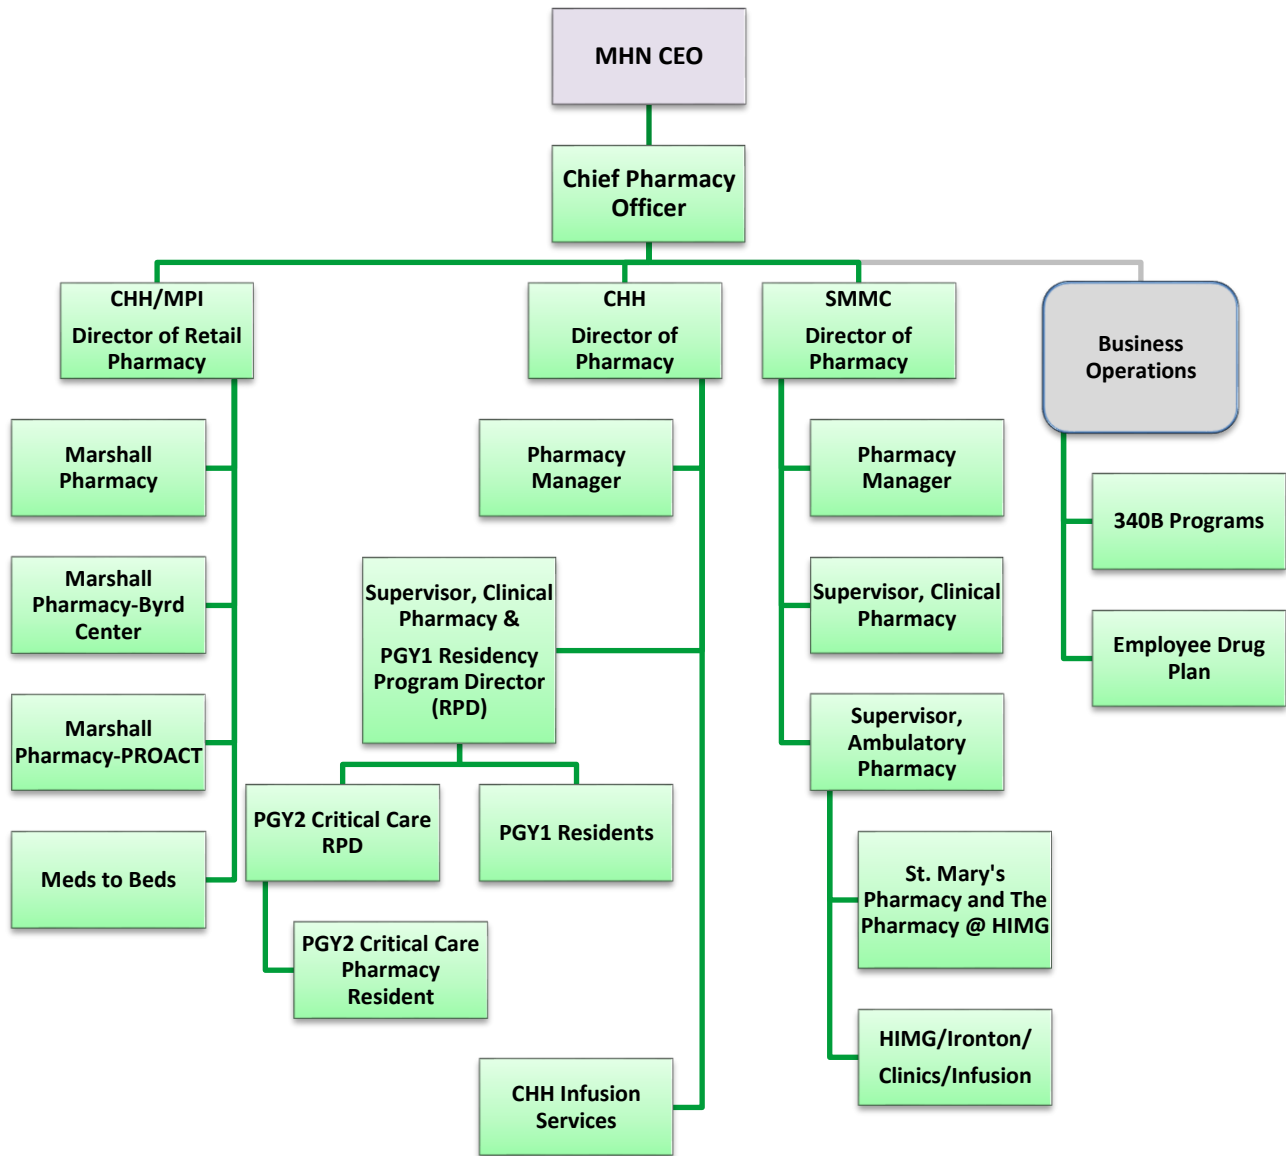 MHN CEO
Chief Pharmacy
Officer
CHH/MPI
Director of Retail
Pharmacy
CHH
Director of
Pharmacy
SMMC
Director of
Pharmacy
Business
Operations
Marshall
Pharmacy
Pharmacy
Manager
Pharmacy
Manager
340B Programs
Marshall
Pharmacy-Byrd
Center
Supervisor, Clinical
Pharmacy &
PGY1 Residency
Program Director
(RPD)
Supervisor, Clinical
Pharmacy
Employee Drug
Plan
Marshall
Pharmacy-PROACT
Supervisor,
Ambulatory
Pharmacy
PGY2 Critical Care
RPD
PGY1 Residents
Meds to Beds
St. Mary's
Pharmacy and The
Pharmacy @ HIMG
PGY2 Critical Care
Pharmacy
Resident
HIMG/Ironton/
Clinics/Infusion
CHH Infusion
Services